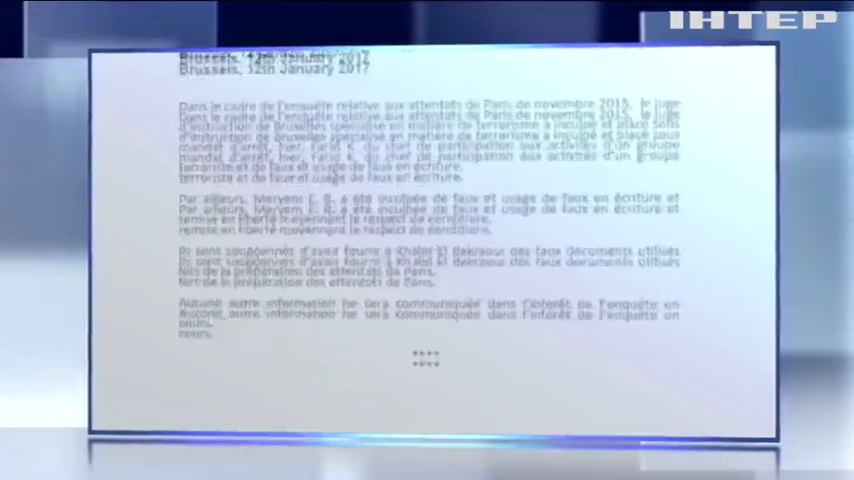 ІНТЕР
Brussels, 12th January 2017
Dans le cadre de l'enquête relative aux attentats de Paris de novembre 2015, le juge
d'instruction de Bruxelles spécialisé en matière de terrorisme a inculpé et placé sous
mandat d'arrêt, hier, Farid K. du chef de participation aux activités d'un groupe
terroriste et de faux et usage de faux en écriture.
Par ailleurs, Meryem E. B. a été inculpée de faux et usage de faux en écriture et
remise en liberté moyennant le respect de conditions.
Ils sont soupçonnés d'avoir fourni à Khalid El Bakraoui des faux documents utilisés
lors de la préparation des attentats de Paris.
Aucune autre information ne sera communiquée dans l'intérêt de l'enquête en
cours.
****